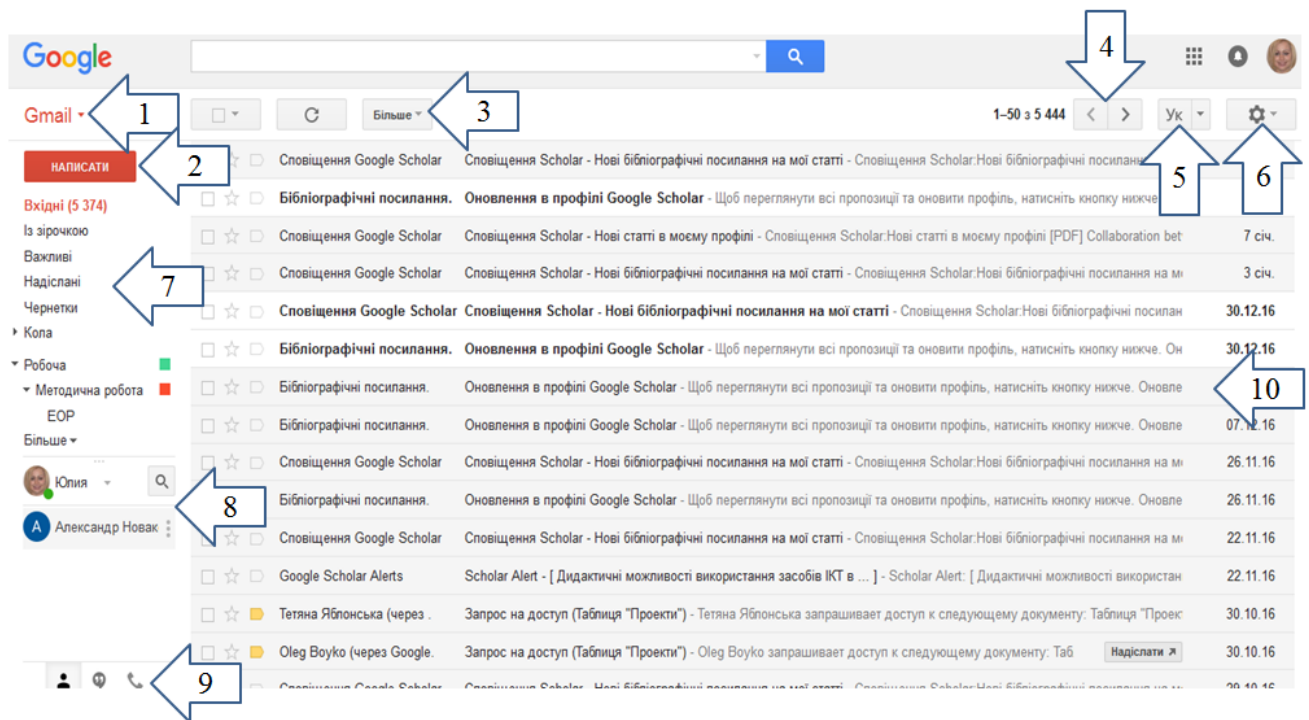 Google
4
Gmail 1
Більше 3
1–50 з 5 444
Ук
НАПИСАТИ 2
5
6
Сповіщення Google Scholar Сповіщення Scholar - Нові бібліографічні посилання на мої статті - Сповіщення Scholar:Нові бібліографічні
Вхідні (5 374)
Бібліографічні посилання. Оновлення в профілі Google Scholar - Щоб переглянути всі пропозиції та оновити профіль, натисніть кнопку нижче
Із зірочкою
Сповіщення Google Scholar Сповіщення Scholar - Нові статті в моєму профілі - Сповіщення Scholar:Нові статті в моєму профілі [PDF] Collaboration bet 7 січ.
Важливі
Надіслані 7
Сповіщення Google Scholar Сповіщення Scholar - Нові бібліографічні посилання на мої статті - Сповіщення Scholar:Нові бібліографічні посилання на м 3 січ.
Чернетки
Сповіщення Google Scholar Сповіщення Scholar - Нові бібліографічні посилання на мої статті - Сповіщення Scholar:Нові бібліографічні посилан 30.12.16
Копа
Бібліографічні посилання. Оновлення в профілі Google Scholar - Щоб переглянути всі пропозиції та оновити профіль, натисніть кнопку нижче. Он 30.12.16
Робоча
Методична робота
Бібліографічні посилання. Оновлення в профілі Google Scholar - Щоб переглянути всі пропозиції та оновити профіль, натисніть кнопку нижче. Оновле 10
ЕОР
Бібліографічні посилання. Оновлення в профілі Google Scholar - Щоб переглянути всі пропозиції та оновити профіль, натисніть кнопку нижче. Оновле 07.12.16
Більше
Сповіщення Google Scholar Сповіщення Scholar - Нові бібліографічні посилання на мої статті - Сповіщення Scholar:Нові бібліографічні посилання на м 26.11.16
Юлия
8
Бібліографічні посилання. Оновлення в профілі Google Scholar - Щоб переглянути всі пропозиції та оновити профіль, натисніть кнопку нижче. Оновле 26.11.16
А Александр Новак
Сповіщення Google Scholar Сповіщення Scholar - Нові бібліографічні посилання на мої статті - Сповіщення Scholar:Нові бібліографічні посилання на м 22.11.16
Google Scholar Alerts Scholar Alert - [ Дидактичні можливості використання засобів ІКТ в ... ] - Scholar Alert: [ Дидактичні можливості використан 22.11.16
Тетяна Яблонська (через . Запрос на доступ (Таблиця "Проекти") - Тетяна Яблонська запрашивает доступ к следующему документу: Таблиця "Проек 30.10.16
Oleg Boyko (через Google. Запрос на доступ (Таблиця "Проекти") - Oleg Boyko запрашивает доступ к следующему документу: Таб Надіслати 30.10.16
9